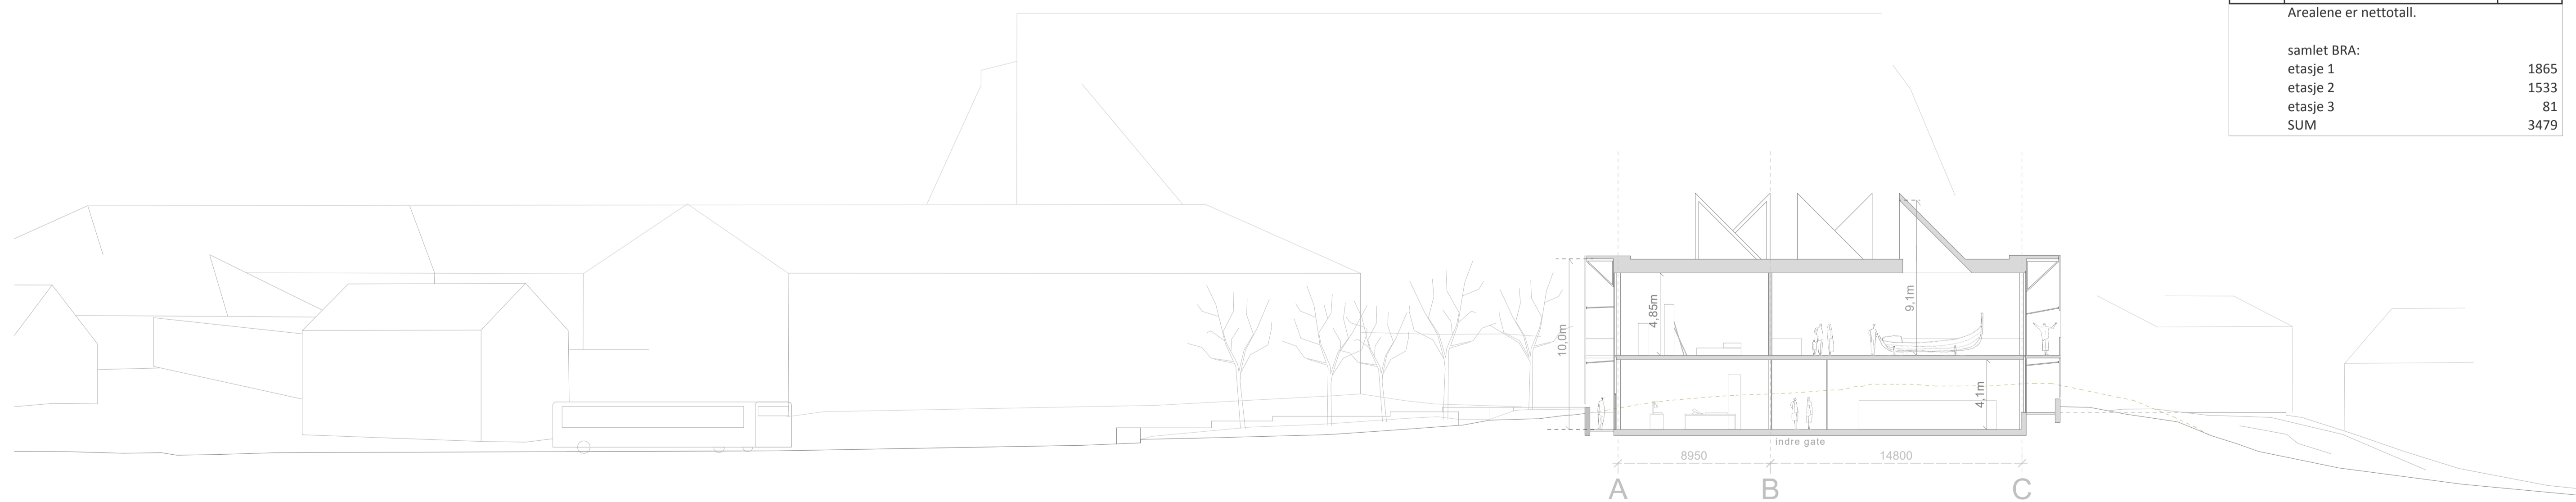 Arealene er nettotall.
samlet BRA:
etasje 1 1865
etasje 2 1533
etasje 3 81
SUM 3479
10,0m
4,85m
9,1m
4,1m
indre gate
8950 14800
A B C